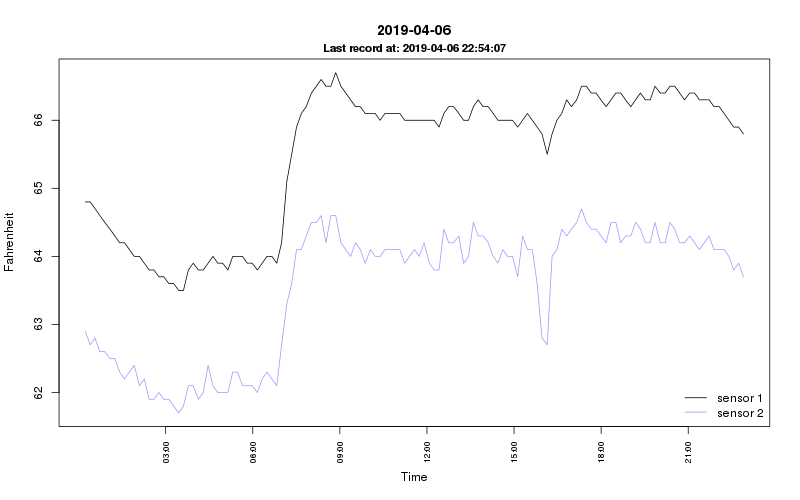 2019-04-06
Last record at: 2019-04-06 22:54:07
Fahrenheit
66
65
64
63
62
sensor 1
sensor 2
03:00 06:00 09:00 12:00 15:00 18:00 21:00
Time